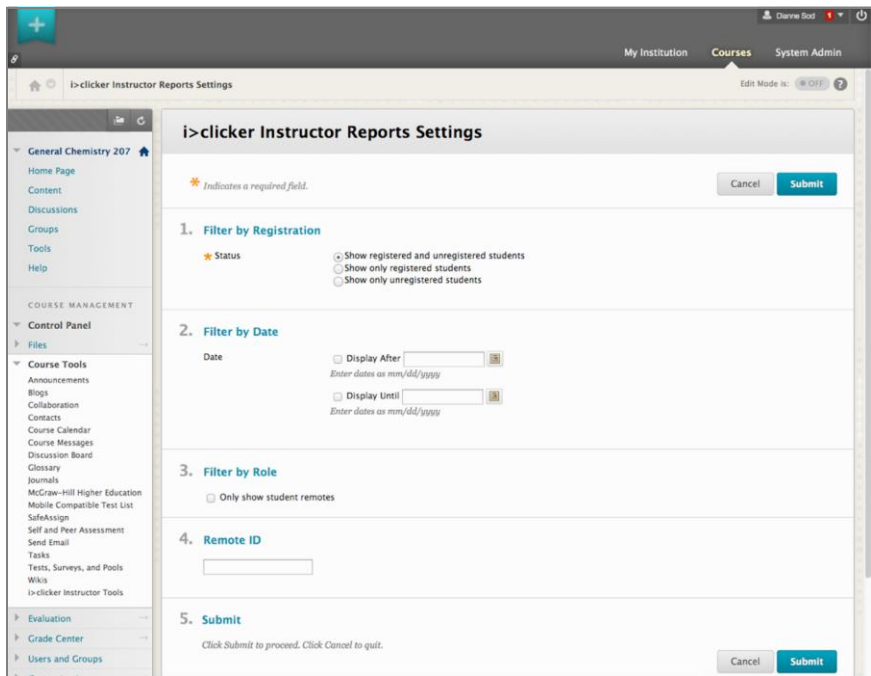 Dianne Sod 1
My Institution Courses System Admin
i>clicker Instructor Reports Settings
Edit Mode is: OFF ?
General Chemistry 207
Home Page
Content
Discussions
Groups
Tools
Help
COURSE MANAGEMENT
Control Panel
Files
Course Tools
Announcements
Blogs
Collaboration
Contacts
Course Calendar
Course Messages
Discussion Board
Glossary
Journals
McGraw-Hill Higher Education
Mobile Compatible Test List
SafeAssign
Self and Peer Assessment
Send Email
Tasks
Tests, Surveys, and Pools
Wikis
i>clicker Instructor Tools
Evaluation
Grade Center
Users and Groups
i>clicker Instructor Reports Settings
* Indicates a required field.
Cancel Submit
1. Filter by Registration
* Status
Show registered and unregistered students
Show only registered students
Show only unregistered students
2. Filter by Date
Date
Display After
Enter dates as mm/dd/yyyy
Display Until
Enter dates as mm/dd/yyyy
3. Filter by Role
Only show student remotes
4. Remote ID
5. Submit
Click Submit to proceed. Click Cancel to quit.
Cancel Submit